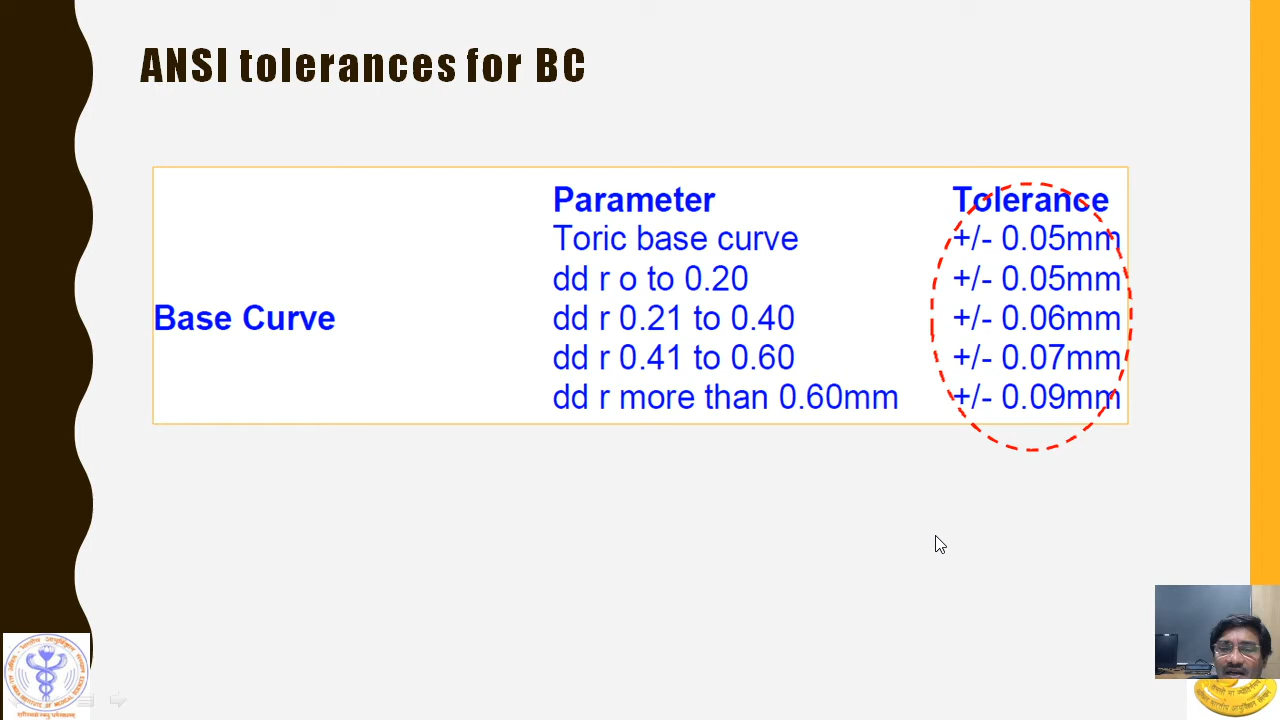 ANSI tolerances for BC
Parameter Tolerance
Toric base curve +/- 0.05mm
dd r o to 0.20 +/- 0.05mm
Base Curve dd r 0.21 to 0.40 +/- 0.06mm
dd r 0.41 to 0.60 +/- 0.07mm
dd r more than 0.60mm +/- 0.09mm